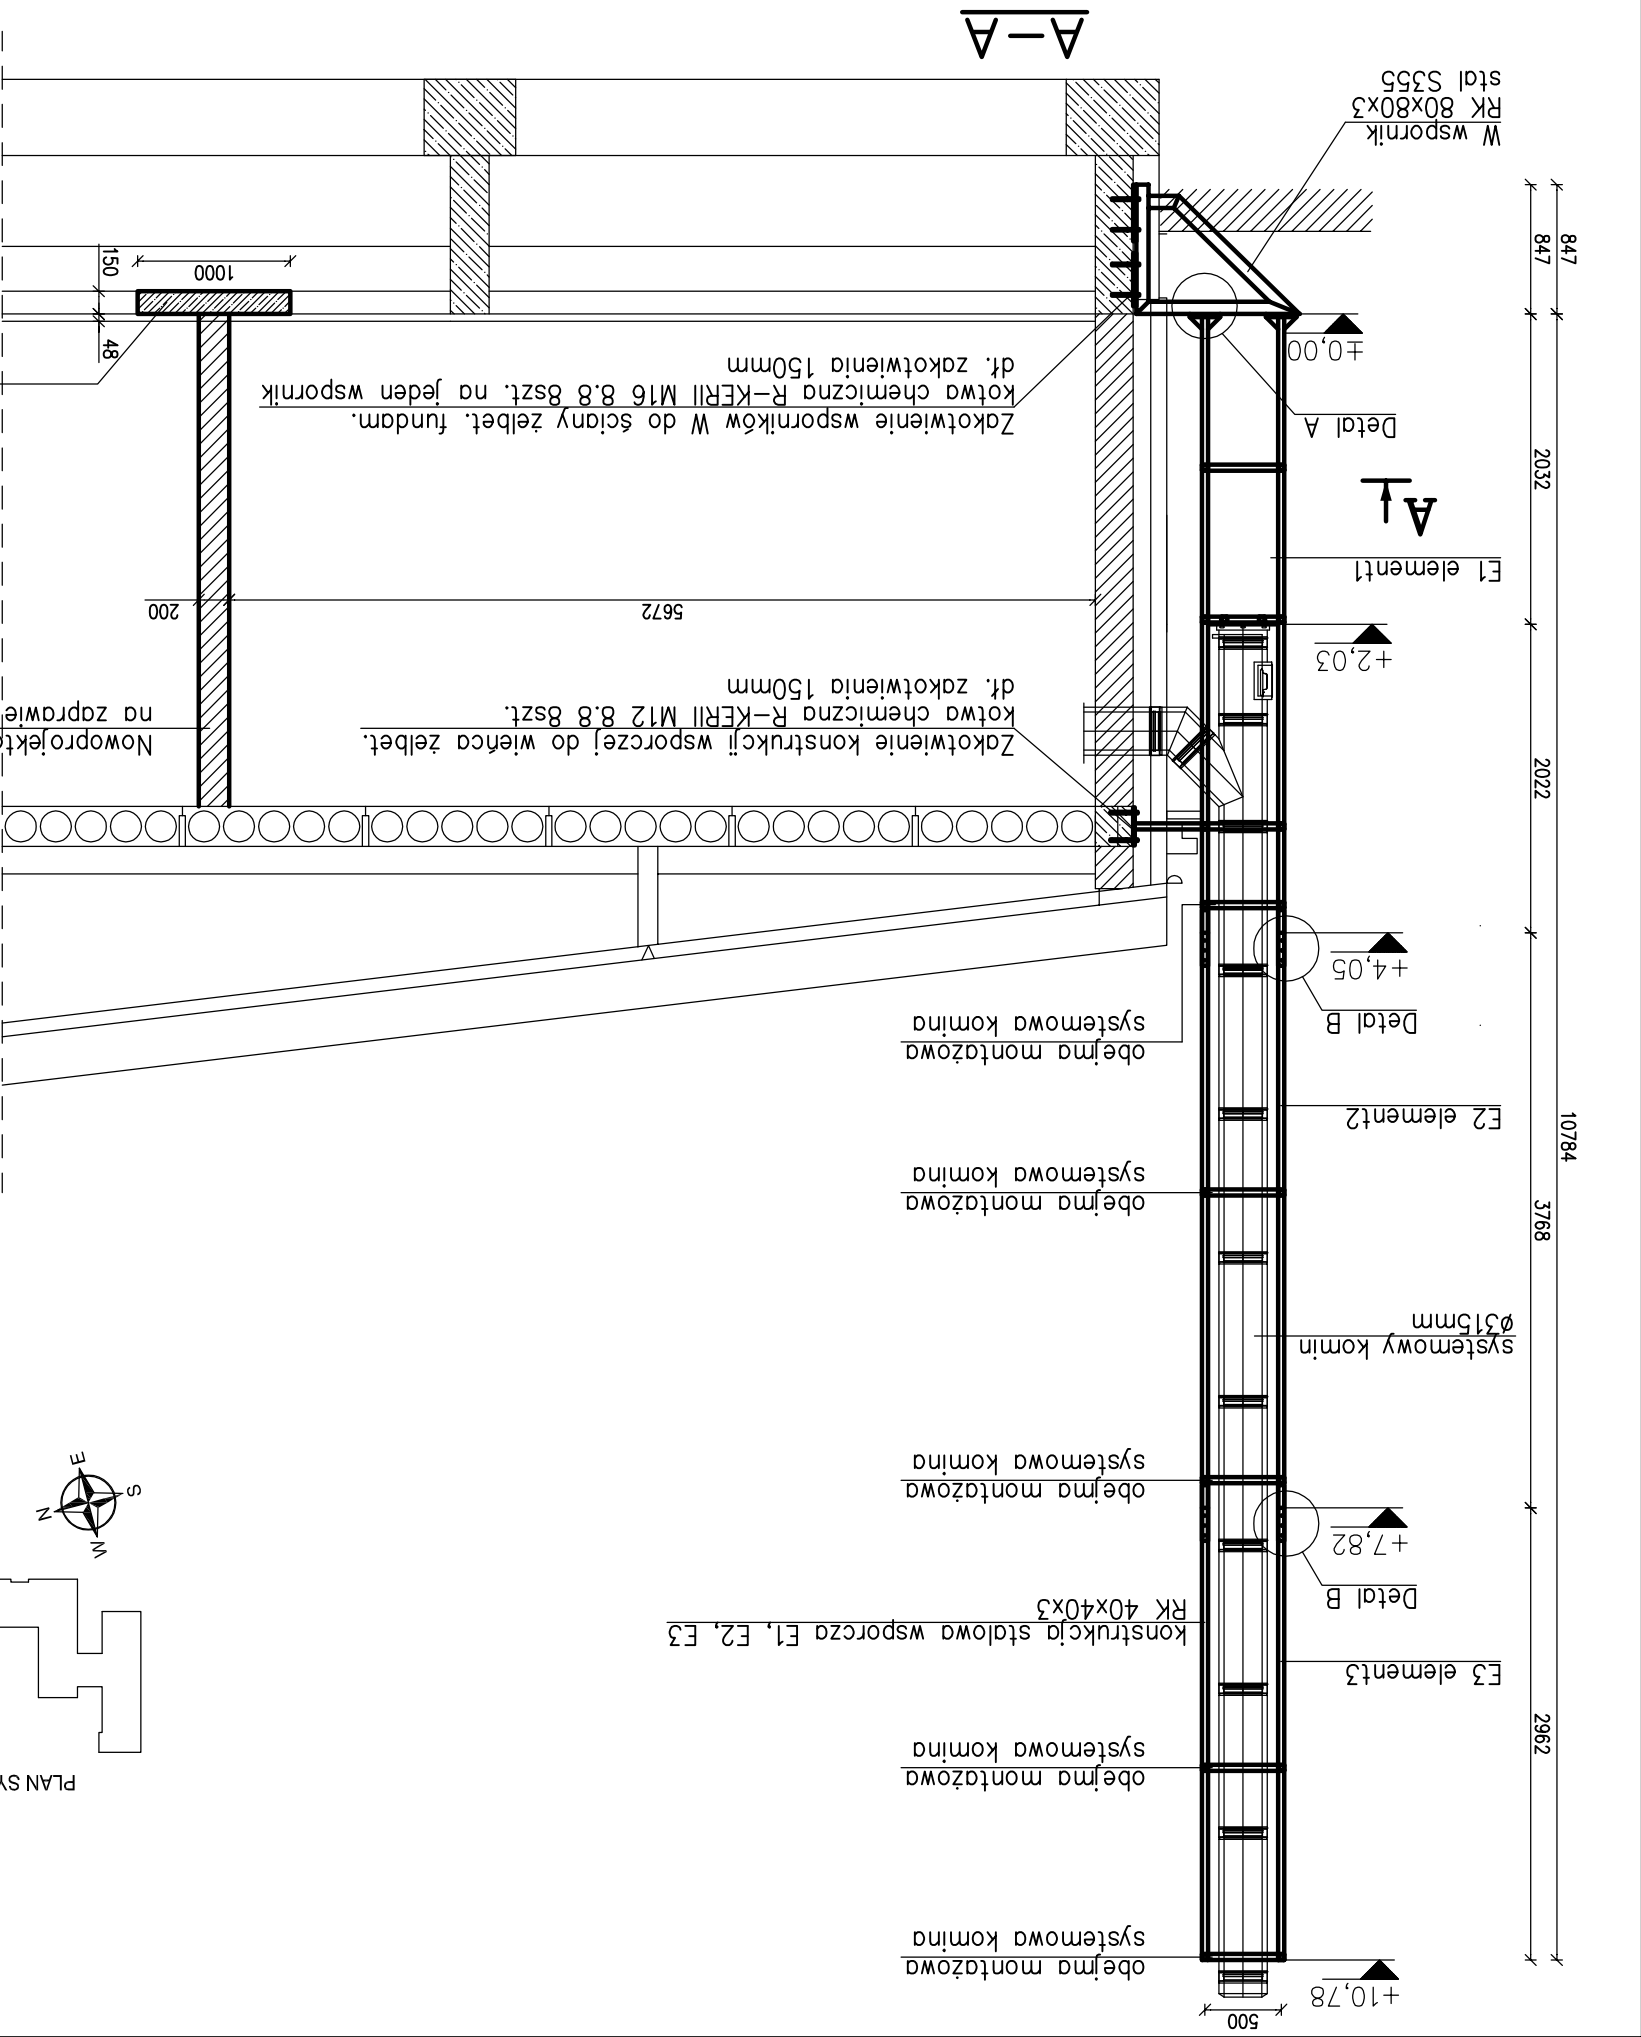 500
+10,78
obejma montażowa
systemowa komina
2962
PLAN SY
obejma montażowa
systemowa komina
E3 element3
konstrukcja stalowa wsporcza E1, E2, E3
RK 40x40x3
Detal B
+7,82
W
N
S
E
obejma montażowa
systemowa komina
systemowy komin
ø315mm
3768
10784
obejma montażowa
systemowa komina
E2 element2
obejma montażowa
systemowa komina
Detal B
+4,05
2022
Zakotwienie konstrukcji wsporczej do wieńca żelbet.
kotwa chemiczna R-KERII M12 8.8 8szt.
dł. zakotwienia 150mm
Nowoprojekto
na zaprawie
+2,03
5672
200
E1 element1
A
2032
Detal A
Zakotwienie wsporników W do ściany żelbet. fundam.
kotwa chemiczna R-KERII M16 8.8 8szt. na jeden wspornik
dł. zakotwienia 150mm
±0,00
48
1000
150
847
847
W wspornik
RK 80x80x3
stal S355
A-A